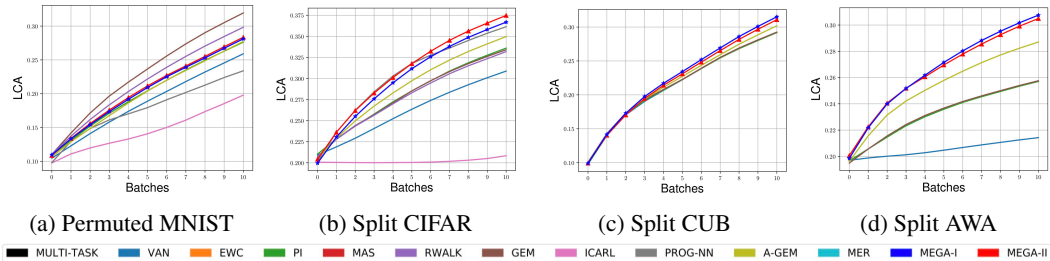 0.30
0.25
0.20
0.15
0.10
LCA
0 1 2 3 4 5 6 7 8 9 10
Batches
(a) Permuted MNIST
0.375
0.350
0.325
0.300
0.275
0.250
0.225
0.200
LCA
0 1 2 3 4 5 6 7 8 9 10
Batches
(b) Split CIFAR
0.30
0.25
0.20
0.15
0.10
LCA
0 1 2 3 4 5 6 7 8 9 10
Batches
(c) Split CUB
0.30
0.28
0.26
0.24
0.22
0.20
LCA
0 1 2 3 4 5 6 7 8 9 10
Batches
(d) Split AWA
MULTI-TASK VAN EWC PI MAS RWALK GEM ICARL PROG-NN A-GEM MER MEGA-I MEGA-II